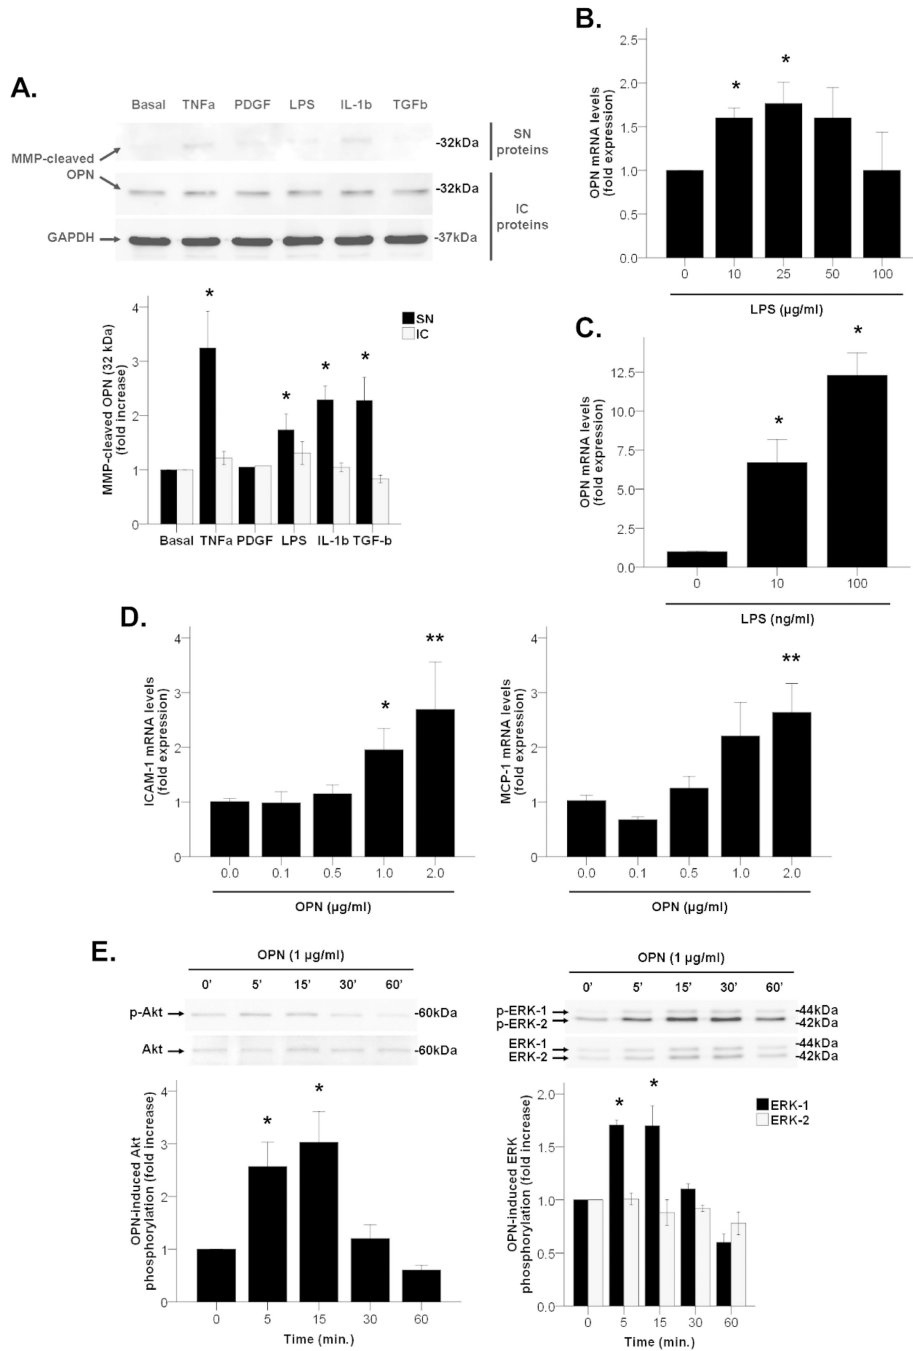 A.
Basal TNFa PDGF LPS IL-1b TGFb
MMP-cleaved
OPN
GAPDH
-32kDa
-32kDa
-37kDa
SN
proteins
IC
proteins
MMP-cleaved OPN (32 kDa)
(fold increase)
4
3
2
1
0
* * * *
SN
IC
Basal TNFa PDGF LPS IL-1b TGF-b
B.
OPN mRNA levels
(fold expression)
2.5
2.0
1.5
1.0
0.5
0.0
* *
0 10 25 50 100
LPS (µg/ml)
C.
OPN mRNA levels
(fold expression)
12.5
10.0
7.5
5.0
2.5
0.0
* *
0 10 100
LPS (ng/ml)
D.
ICAM-1 mRNA levels
(fold expression)
4
3
2
1
0
* **
0.0 0.1 0.5 1.0 2.0
OPN (µg/ml)
MCP-1 mRNA levels
(fold expression)
4
3
2
1
0
**
0.0 0.1 0.5 1.0 2.0
OPN (µg/ml)
E.
OPN (1 µg/ml)
0’ 5’ 15’ 30’ 60’
p-Akt -60kDa
Akt -60kDa
OPN-induced Akt
phosphorylation (fold increase)
4
3
2
1
0
* *
0 5 15 30 60
Time (min.)
OPN (1 µg/ml)
0’ 5’ 15’ 30’ 60’
p-ERK-1 -44kDa
p-ERK-2 -42kDa
ERK-1 -44kDa
ERK-2 -42kDa
OPN-induced ERK
phosphorylation (fold increase)
2.0
1.5
1.0
0.5
0.0
* *
ERK-1
ERK-2
0 5 15 30 60
Time (min.)